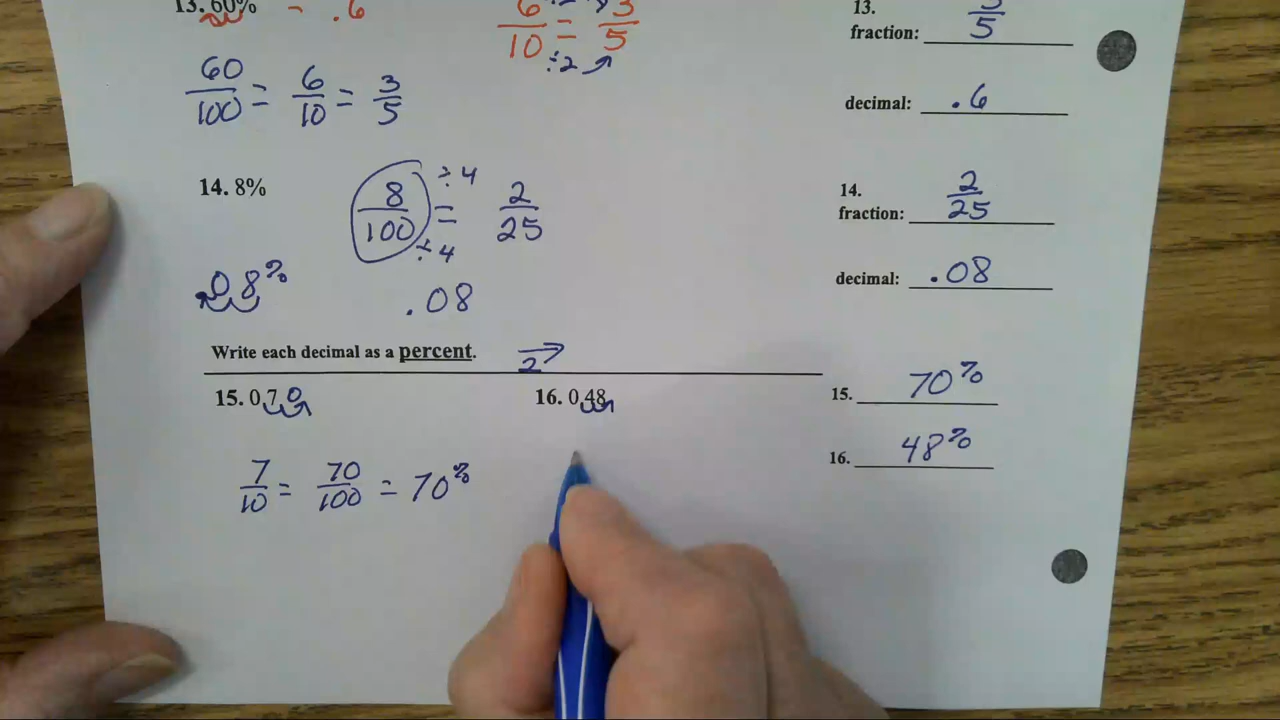 13. 60% = .6
6/10 = 3/5
÷2
13.
fraction: 3/5
60/100 = 6/10 = 3/5
decimal: .6
14. 8%
8/100 = 2/25
÷4
÷4
14.
fraction: 2/25
08% .08
decimal: .08
Write each decimal as a percent. 2
15. 0.70 16. 0.48
15. 70%
16. 48%
7/10 = 70/100 = 70%